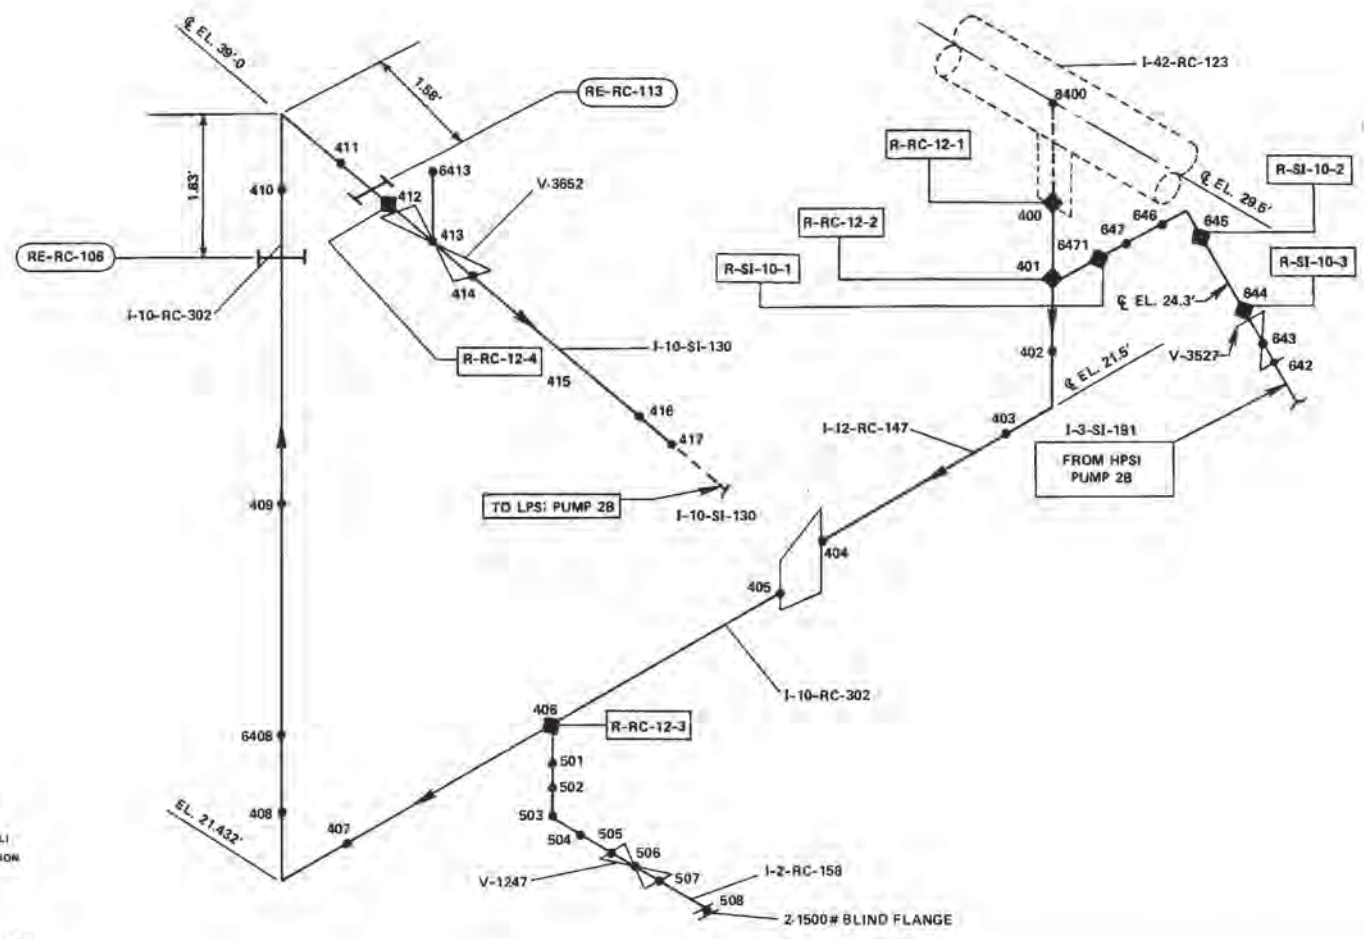 ℄ EL. 39'-0
1.58'
RE-RC-113
I-42-RC-123
8400
R-RC-12-1
411
6413
V-3652
R-SI-10-2
410
1.83'
412
℄ EL. 29.5'
400
646
645
R-RC-12-2
647
413
6471
RE-RC-106
401
R-SI-10-1
R-SI-10-3
414
644
℄ EL. 24.3'
I-10-RC-302
R-RC-12-4
I-10-SI-130
402
643
V-3527
642
415
℄ EL. 21.5'
416
403
I-12-RC-147
I-3-SI-191
417
FROM HPSI
PUMP 2B
409
TO LPSI PUMP 2B
I-10-SI-130
404
405
I-10-RC-302
406
R-RC-12-3
6408
501
502
EL. 21.432'
408
407
503
504
505
506
V-1247
507
I-2-RC-158
508
2-1500# BLIND FLANGE
LI
ION